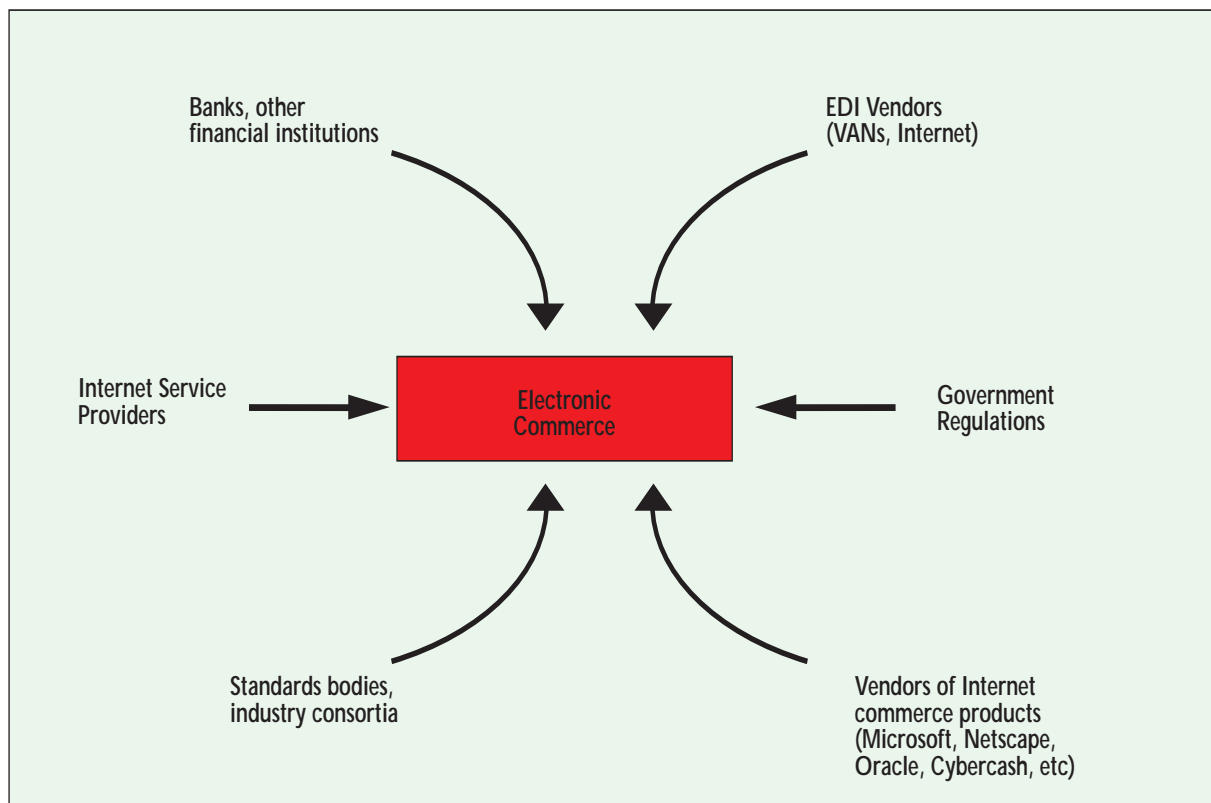 Banks, other
financial institutions
EDI Vendors
(VANs, Internet)
Internet Service
Providers
Electronic
Commerce
Government
Regulations
Standards bodies,
industry consortia
Vendors of Internet
commerce products
(Microsoft, Netscape,
Oracle, Cybercash, etc)